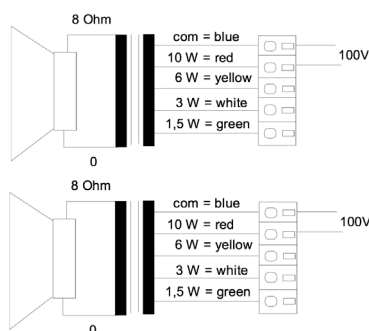 8 Ohm
com = blue
10 W = red
100V
6 W = yellow
3 W = white
1,5 W = green
0
8 Ohm
com = blue
10 W = red
100V
6 W = yellow
3 W = white
1,5 W = green
0